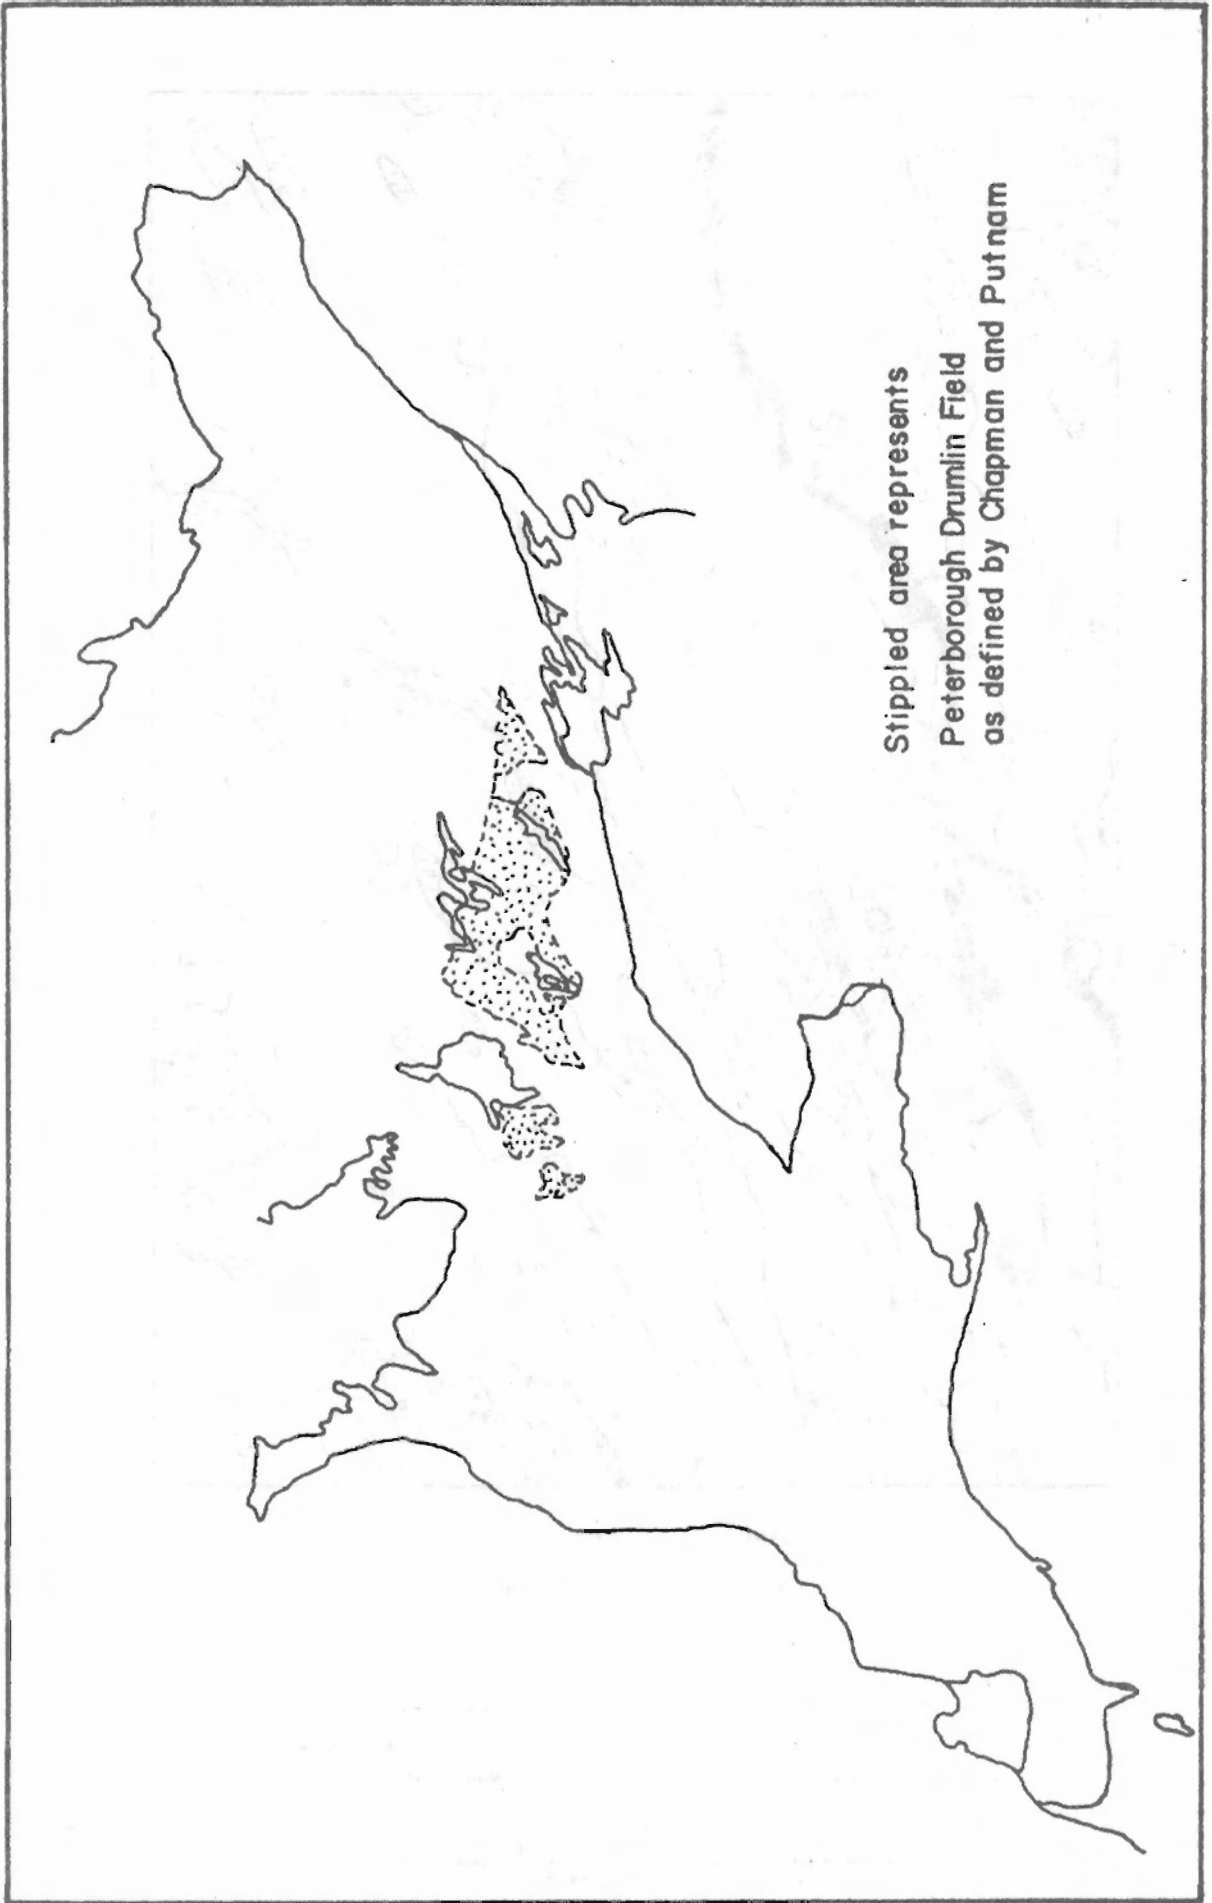 Stippled area represents
Peterborough Drumlin Field
as defined by Chapman and Putnam